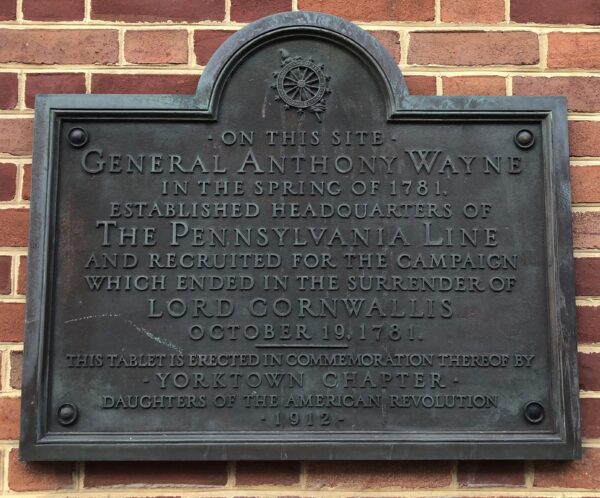 - ON THIS SITE -
GENERAL ANTHONY WAYNE
IN THE SPRING OF 1781.
ESTABLISHED HEADQUARTERS OF
THE PENNSYLVANIA LINE
AND RECRUITED FOR THE CAMPAIGN
WHICH ENDED IN THE SURRENDER OF
LORD CORNWALLIS
OCTOBER 19, 1781.
THIS TABLET IS ERECTED IN COMMEMORATION THEREOF BY
- YORKTOWN CHAPTER -
DAUGHTERS OF THE AMERICAN REVOLUTION
- 1912 -